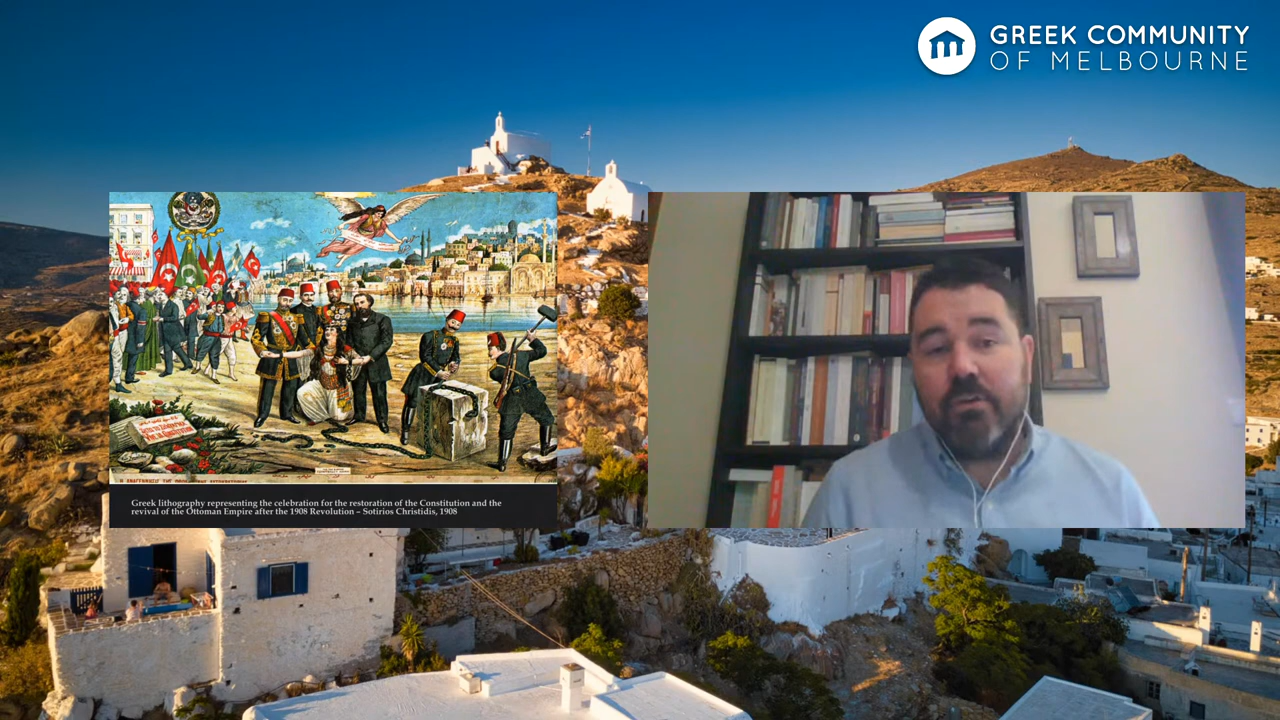 GREEK COMMUNITY
OF MELBOURNE
Greek lithography representing the celebration for the restoration of the Constitution and the
revival of the Ottoman Empire after the 1908 Revolution – Sotirios Christidis, 1908